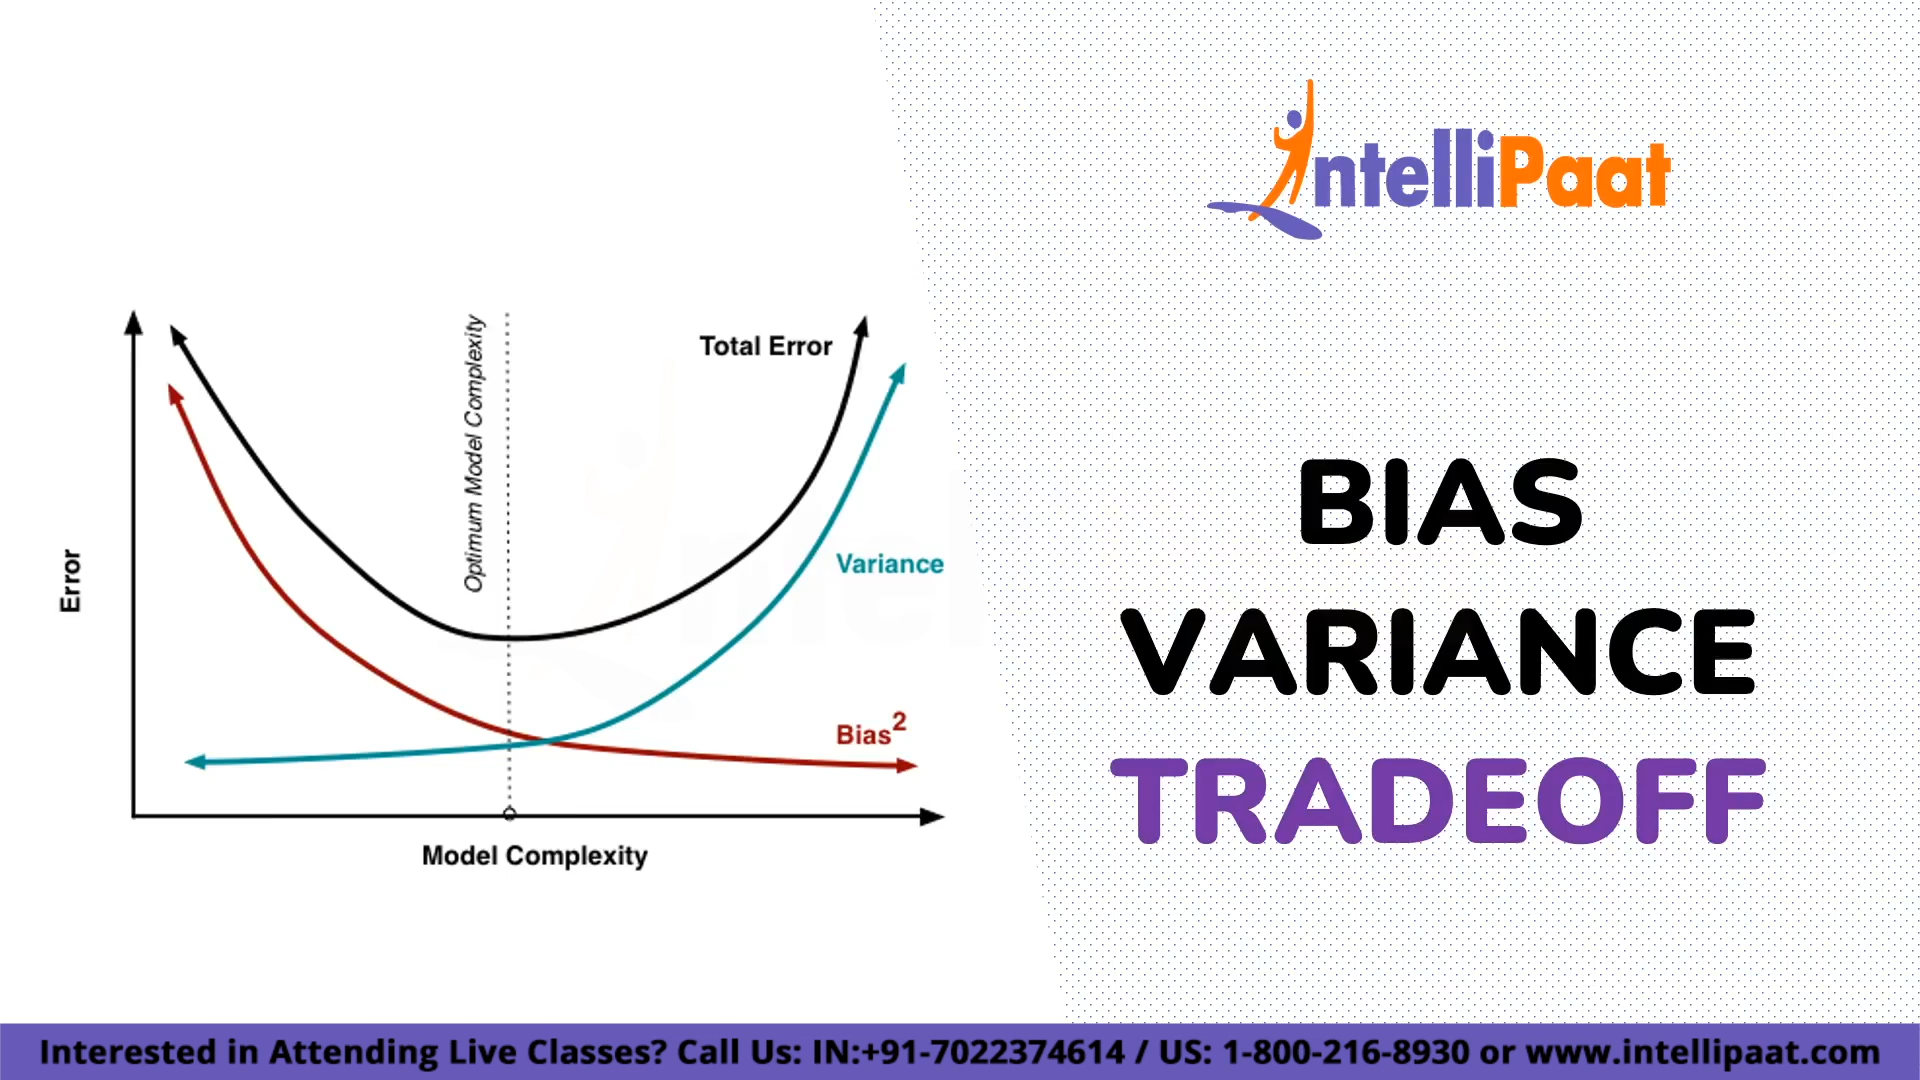 IntelliPaat
Optimum Model Complexity
Total Error
Variance
Error
Bias2
Model Complexity
BIAS
VARIANCE
TRADEOFF
Interested in Attending Live Classes? Call Us: IN:+91-7022374614 / US: 1-800-216-8930 or www.intellipaat.com